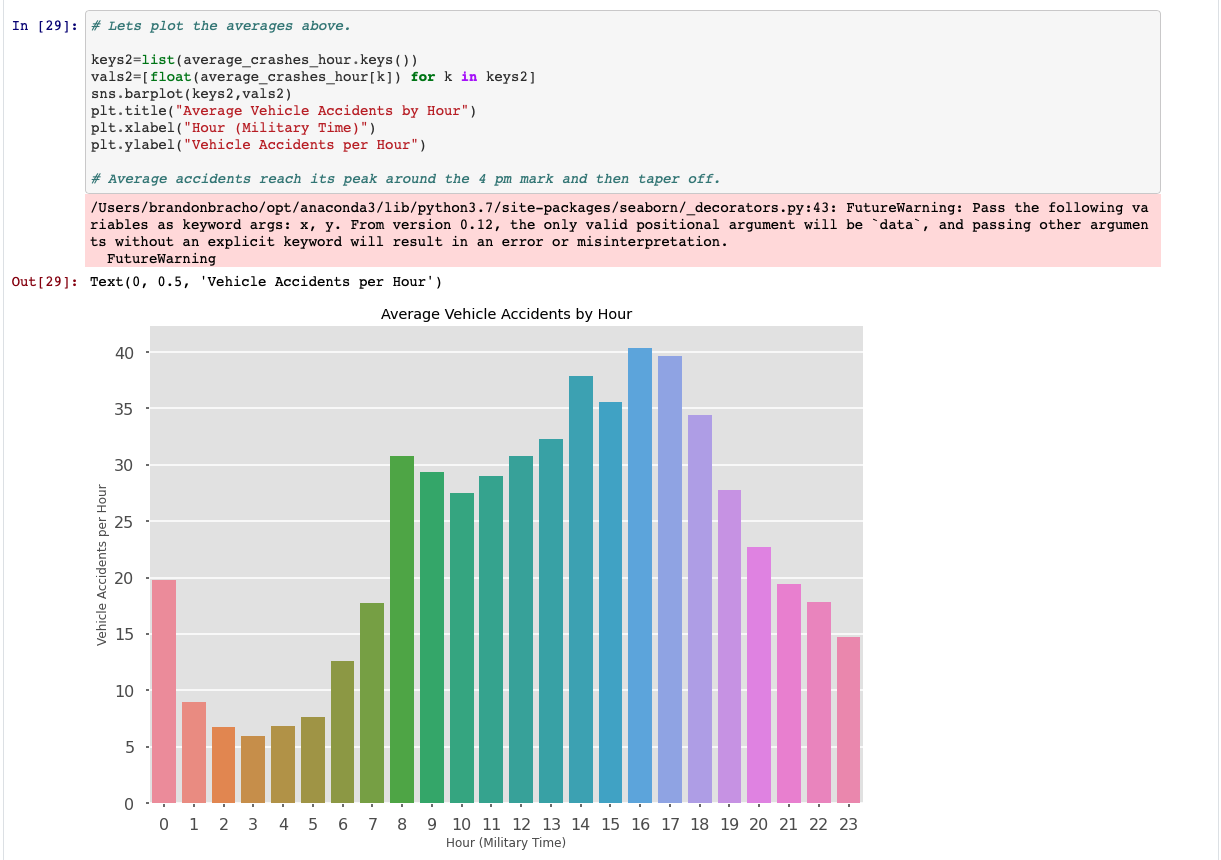 In [29]: # Lets plot the averages above.
keys2=list(average_crashes_hour.keys())
vals2=[float(average_crashes_hour[k]) for k in keys2]
sns.barplot(keys2,vals2)
plt.title("Average Vehicle Accidents by Hour")
plt.xlabel("Hour (Military Time)")
plt.ylabel("Vehicle Accidents per Hour")
# Average accidents reach its peak around the 4 pm mark and then taper off.
/Users/brandonbracho/opt/anaconda3/lib/python3.7/site-packages/seaborn/_decorators.py:43: FutureWarning: Pass the following va
riables as keyword args: x, y. From version 0.12, the only valid positional argument will be `data`, and passing other argumen
ts without an explicit keyword will result in an error or misinterpretation.
FutureWarning
Out[29]: Text(0, 0.5, 'Vehicle Accidents per Hour')
Average Vehicle Accidents by Hour
40
35
30
25
20
15
10
5
0
Vehicle Accidents per Hour
0 1 2 3 4 5 6 7 8 9 10 11 12 13 14 15 16 17 18 19 20 21 22 23
Hour (Military Time)